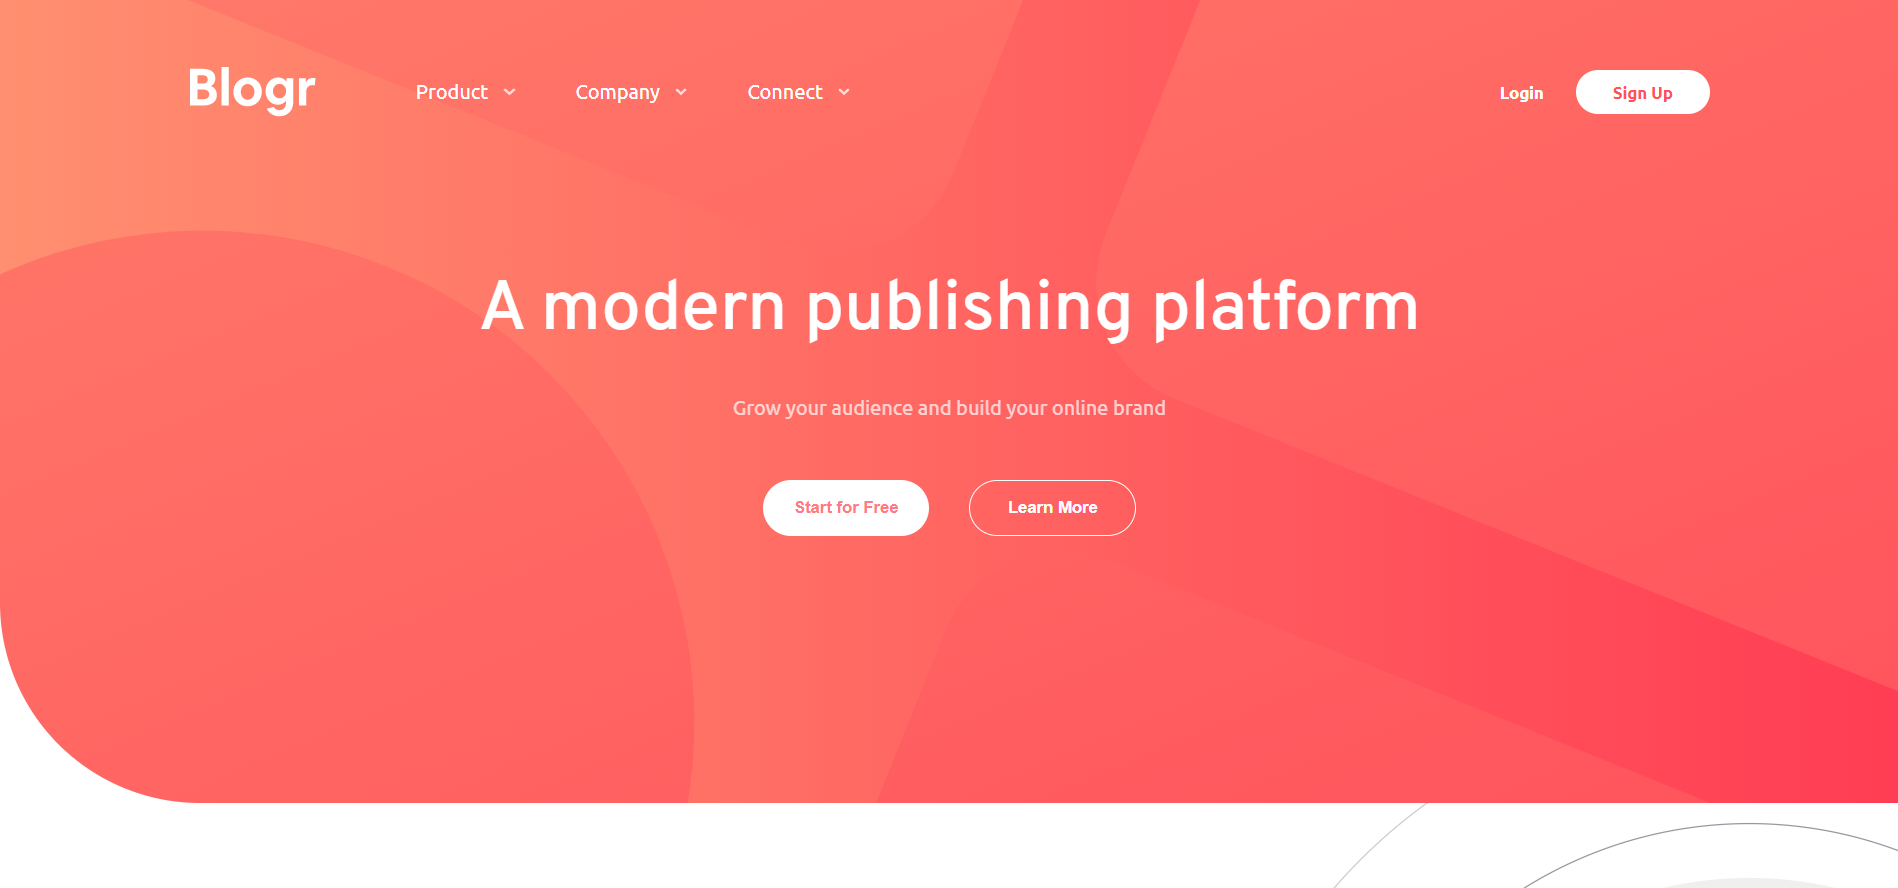 Blogr Product Company Connect Login Sign Up
A modern publishing platform
Grow your audience and build your online brand
Start for Free Learn More